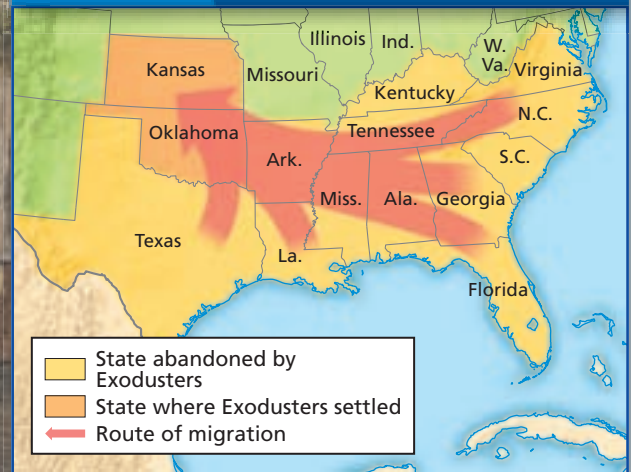 Illinois
Ind.
W.
Va.
Virginia
Kansas
Missouri
Kentucky
N.C.
Oklahoma
Tennessee
Ark.
S.C.
Miss.
Ala.
Georgia
Texas
La.
Florida
State abandoned by
Exodusters
State where Exodusters settled
Route of migration